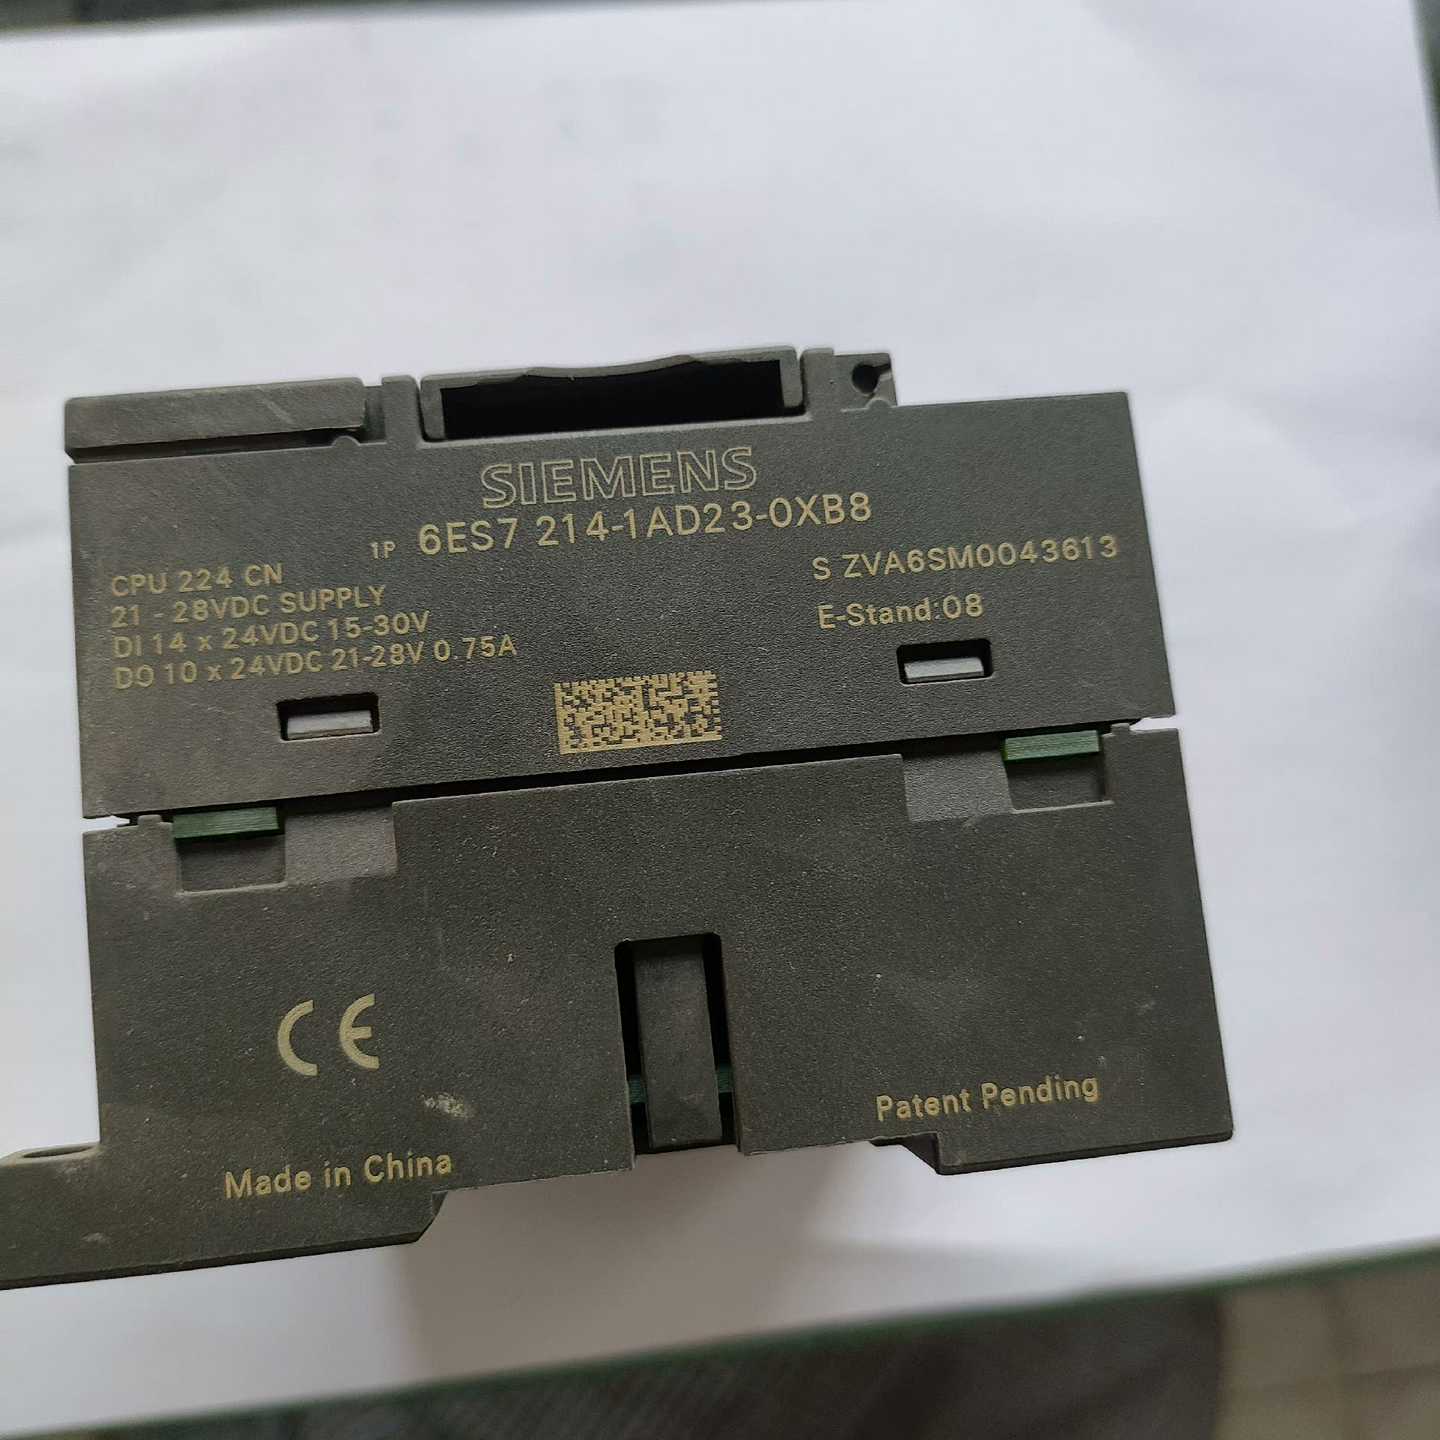 SIEMENS
1P 6ES7 214-1AD23-0XB8
CPU 224 CN
21 - 28VDC SUPPLY
DI 14 x 24VDC 15-30V
DO 10 x 24VDC 21-28V 0.75A
S ZVA6SM0043613
E-Stand:08
CE
Made in China
Patent Pending